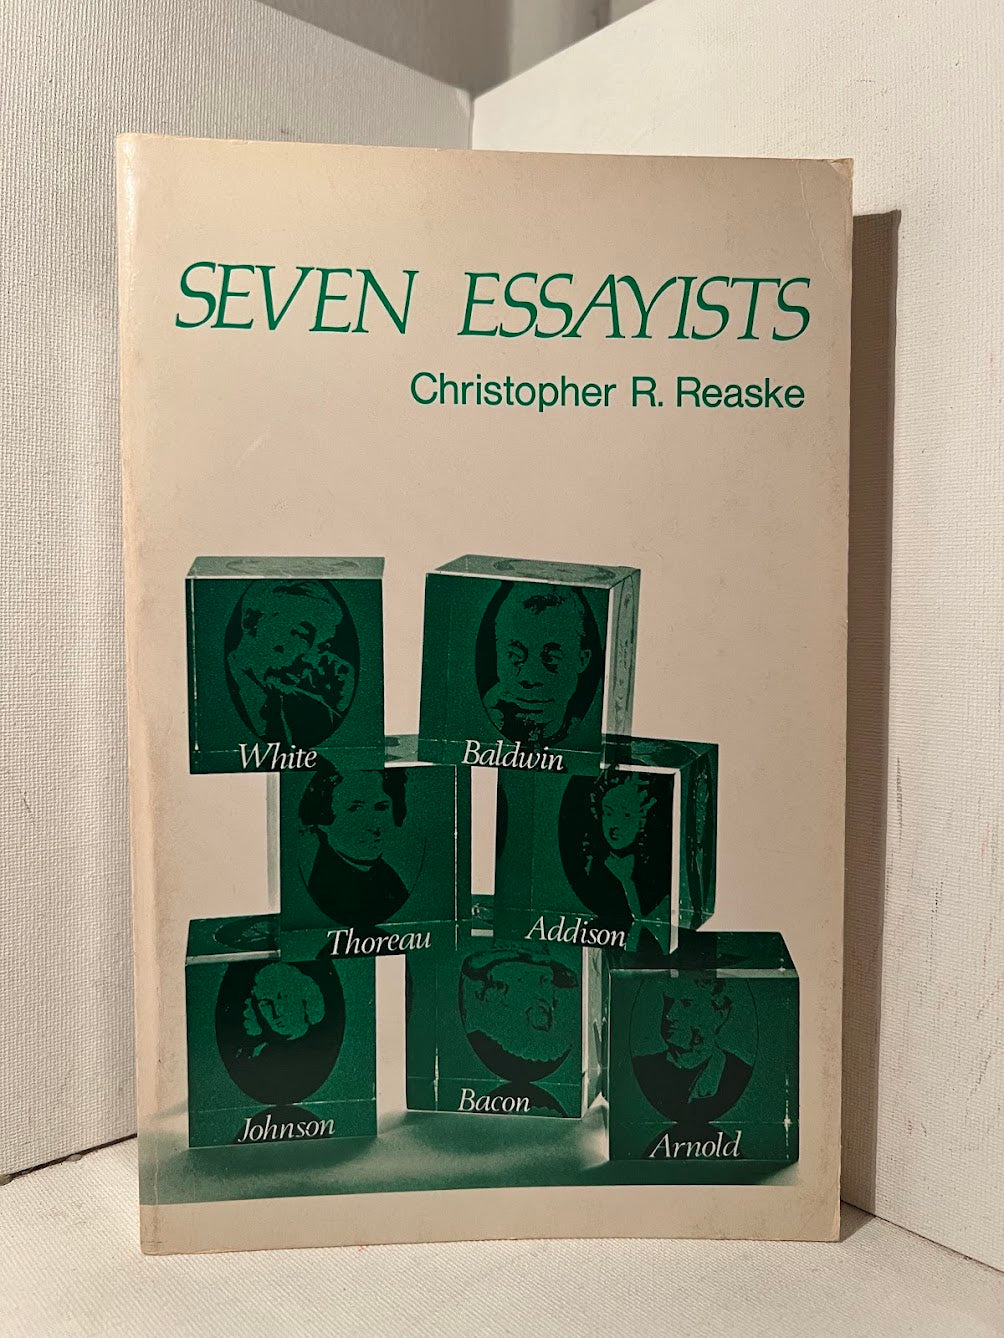 SEVEN ESSAYISTS
Christopher R. Reaske
White
Baldwin
Thoreau
Addison
Johnson
Bacon
Arnold